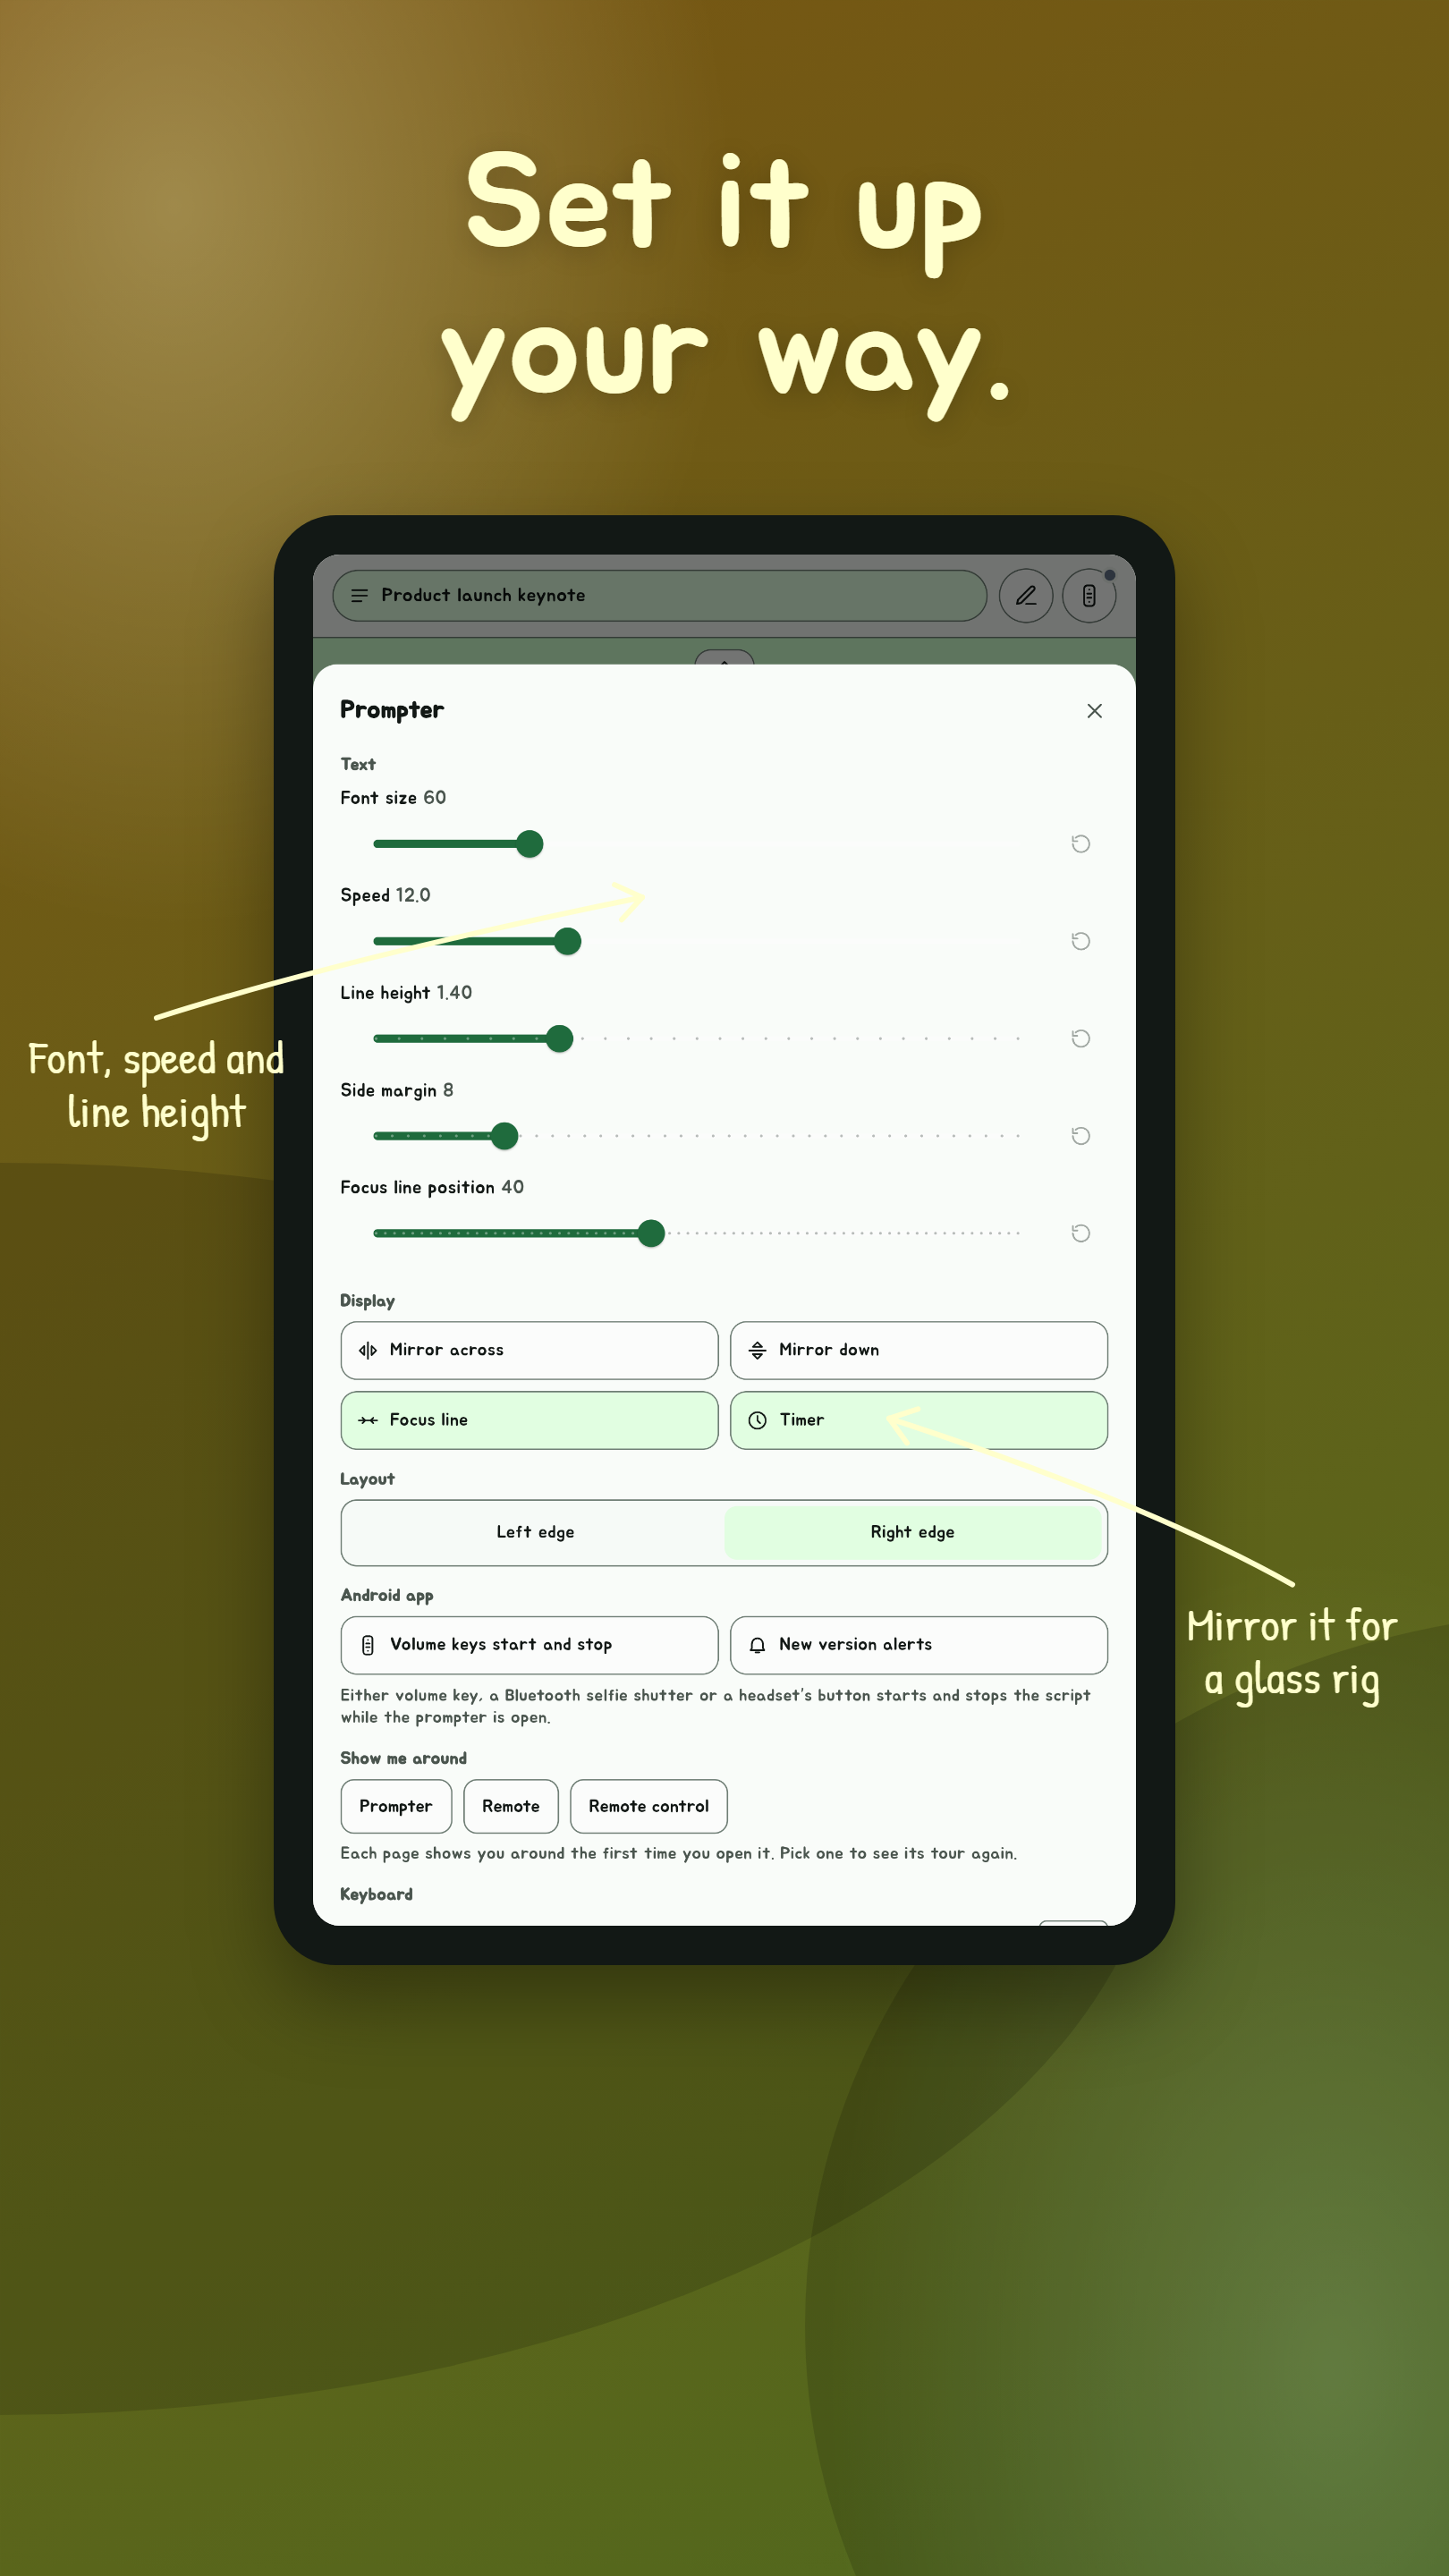 Set it up
your way.
Product launch keynote
Prompter
Text
Font size 60
Speed 12.0
Line height 1.40
Font, speed and
line height
Side margin 8
Focus line position 40
Display
Mirror across
Mirror down
Focus line
Timer
Layout
Left edge
Right edge
Android app
Volume keys start and stop
New version alerts
Mirror it for
a glass rig
Either volume key, a Bluetooth selfie shutter or a headset's button starts and stops the script
while the prompter is open.
Show me around
Prompter
Remote
Remote control
Each page shows you around the first time you open it. Pick one to see its tour again.
Keyboard